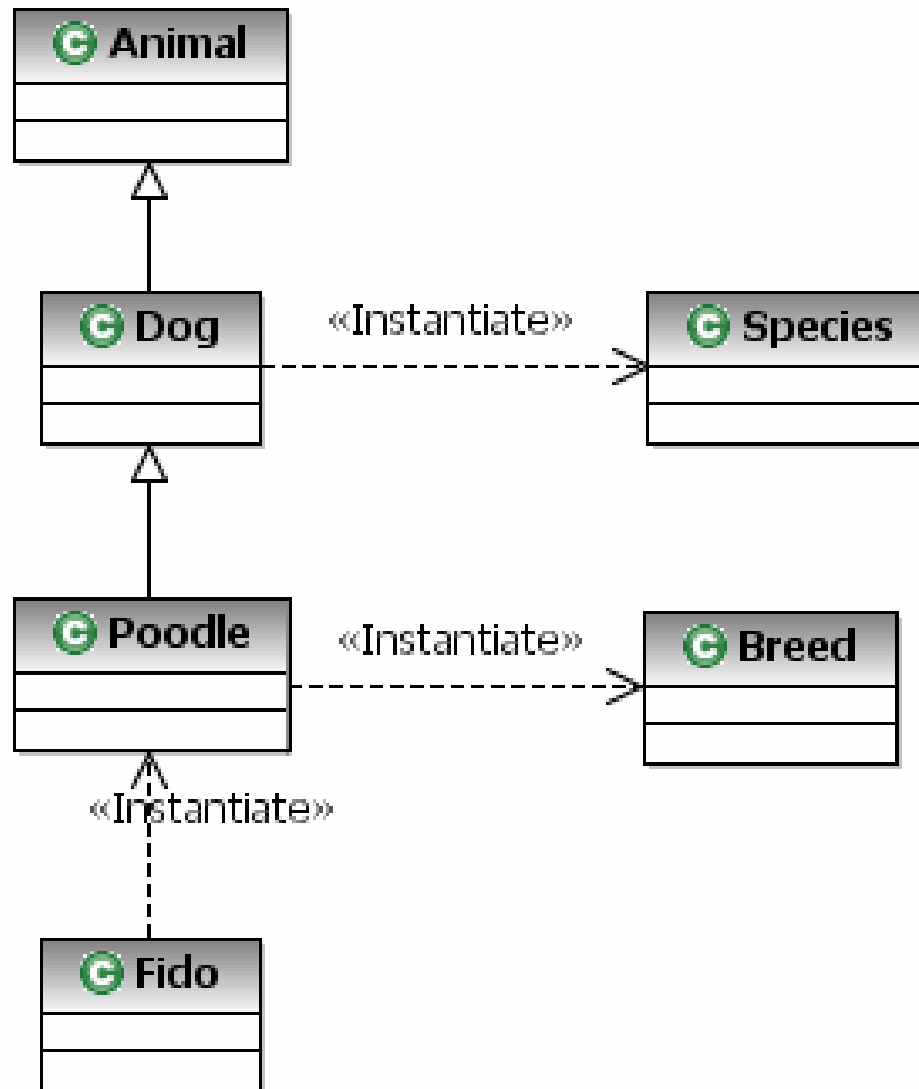 C Animal
C Dog
«Instantiate»
C Species
C Poodle
«Instantiate»
C Breed
«Instantiate»
C Fido